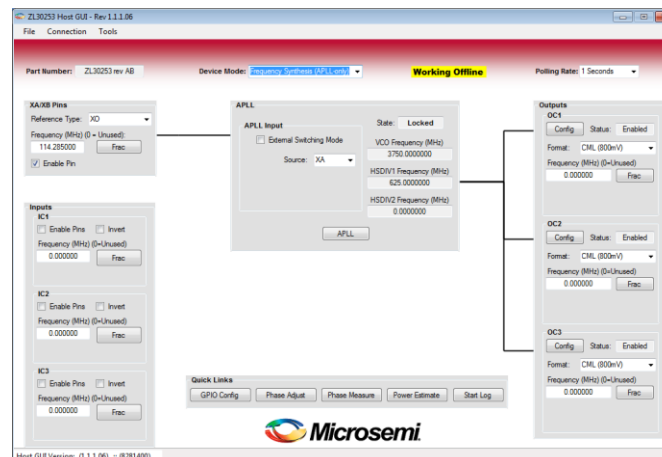 ZL30253 Host GUI - Rev 1.1.1.06
File Connection Tools
Part Number: ZL30253 rev AB
Device Mode: Frequency Synthesis (APLL-only)
Working Offline
Polling Rate: 1 Seconds
XA/XB Pins
Reference Type: XO
Frequency (MHz) (0 = Unused):
114.285000 Frac
Enable Pin
Inputs
IC1
Enable Pins Invert
Frequency (MHz) (0=Unused)
0.000000 Frac
IC2
Enable Pins Invert
Frequency (MHz) (0=Unused)
0.000000 Frac
IC3
Enable Pins Invert
Frequency (MHz) (0=Unused)
0.000000 Frac
APLL
APLL Input
External Switching Mode
Source: XA
State: Locked
VCO Frequency (MHz)
3750.0000000
HSDIV1 Frequency (MHz)
625.0000000
HSDIV2 Frequency (MHz)
0.0000000
APLL
Outputs
OC1
Config Status: Enabled
Format: CML (800mV)
Frequency (MHz) (0=Unused)
0.000000 Frac
OC2
Config Status: Enabled
Format: CML (800mV)
Frequency (MHz) (0=Unused)
0.000000 Frac
OC3
Config Status: Enabled
Format: CML (800mV)
Frequency (MHz) (0=Unused)
0.000000 Frac
Quick Links
GPIO Config Phase Adjust Phase Measure Power Estimate Start Log
Microsemi.
Host GUI Version: (1.1.1.06)